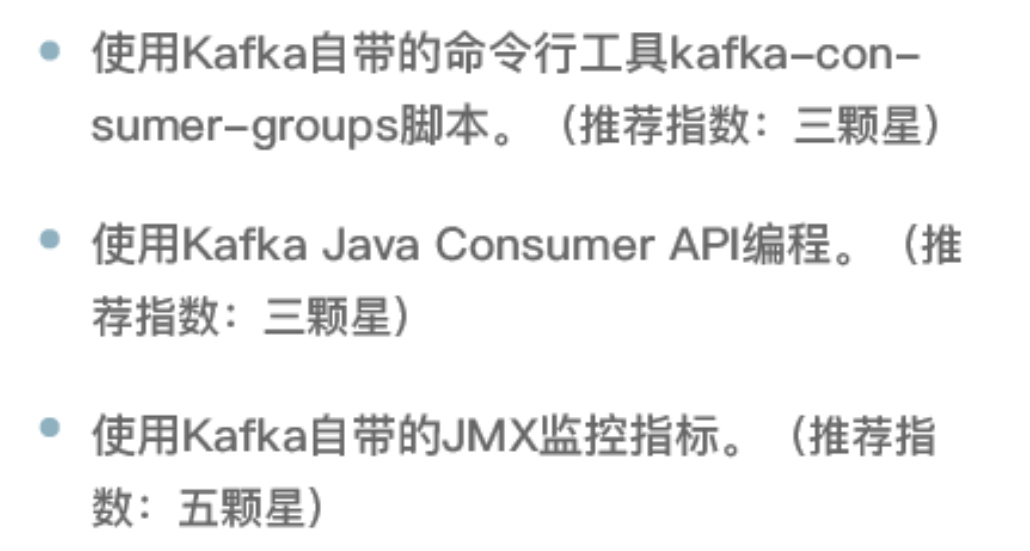 使用Kafka自带的命令行工具kafka-con-
sumer-groups脚本。（推荐指数：三颗星）
使用Kafka Java Consumer API编程。（推
荐指数：三颗星）
使用Kafka自带的JMX监控指标。（推荐指
数：五颗星）